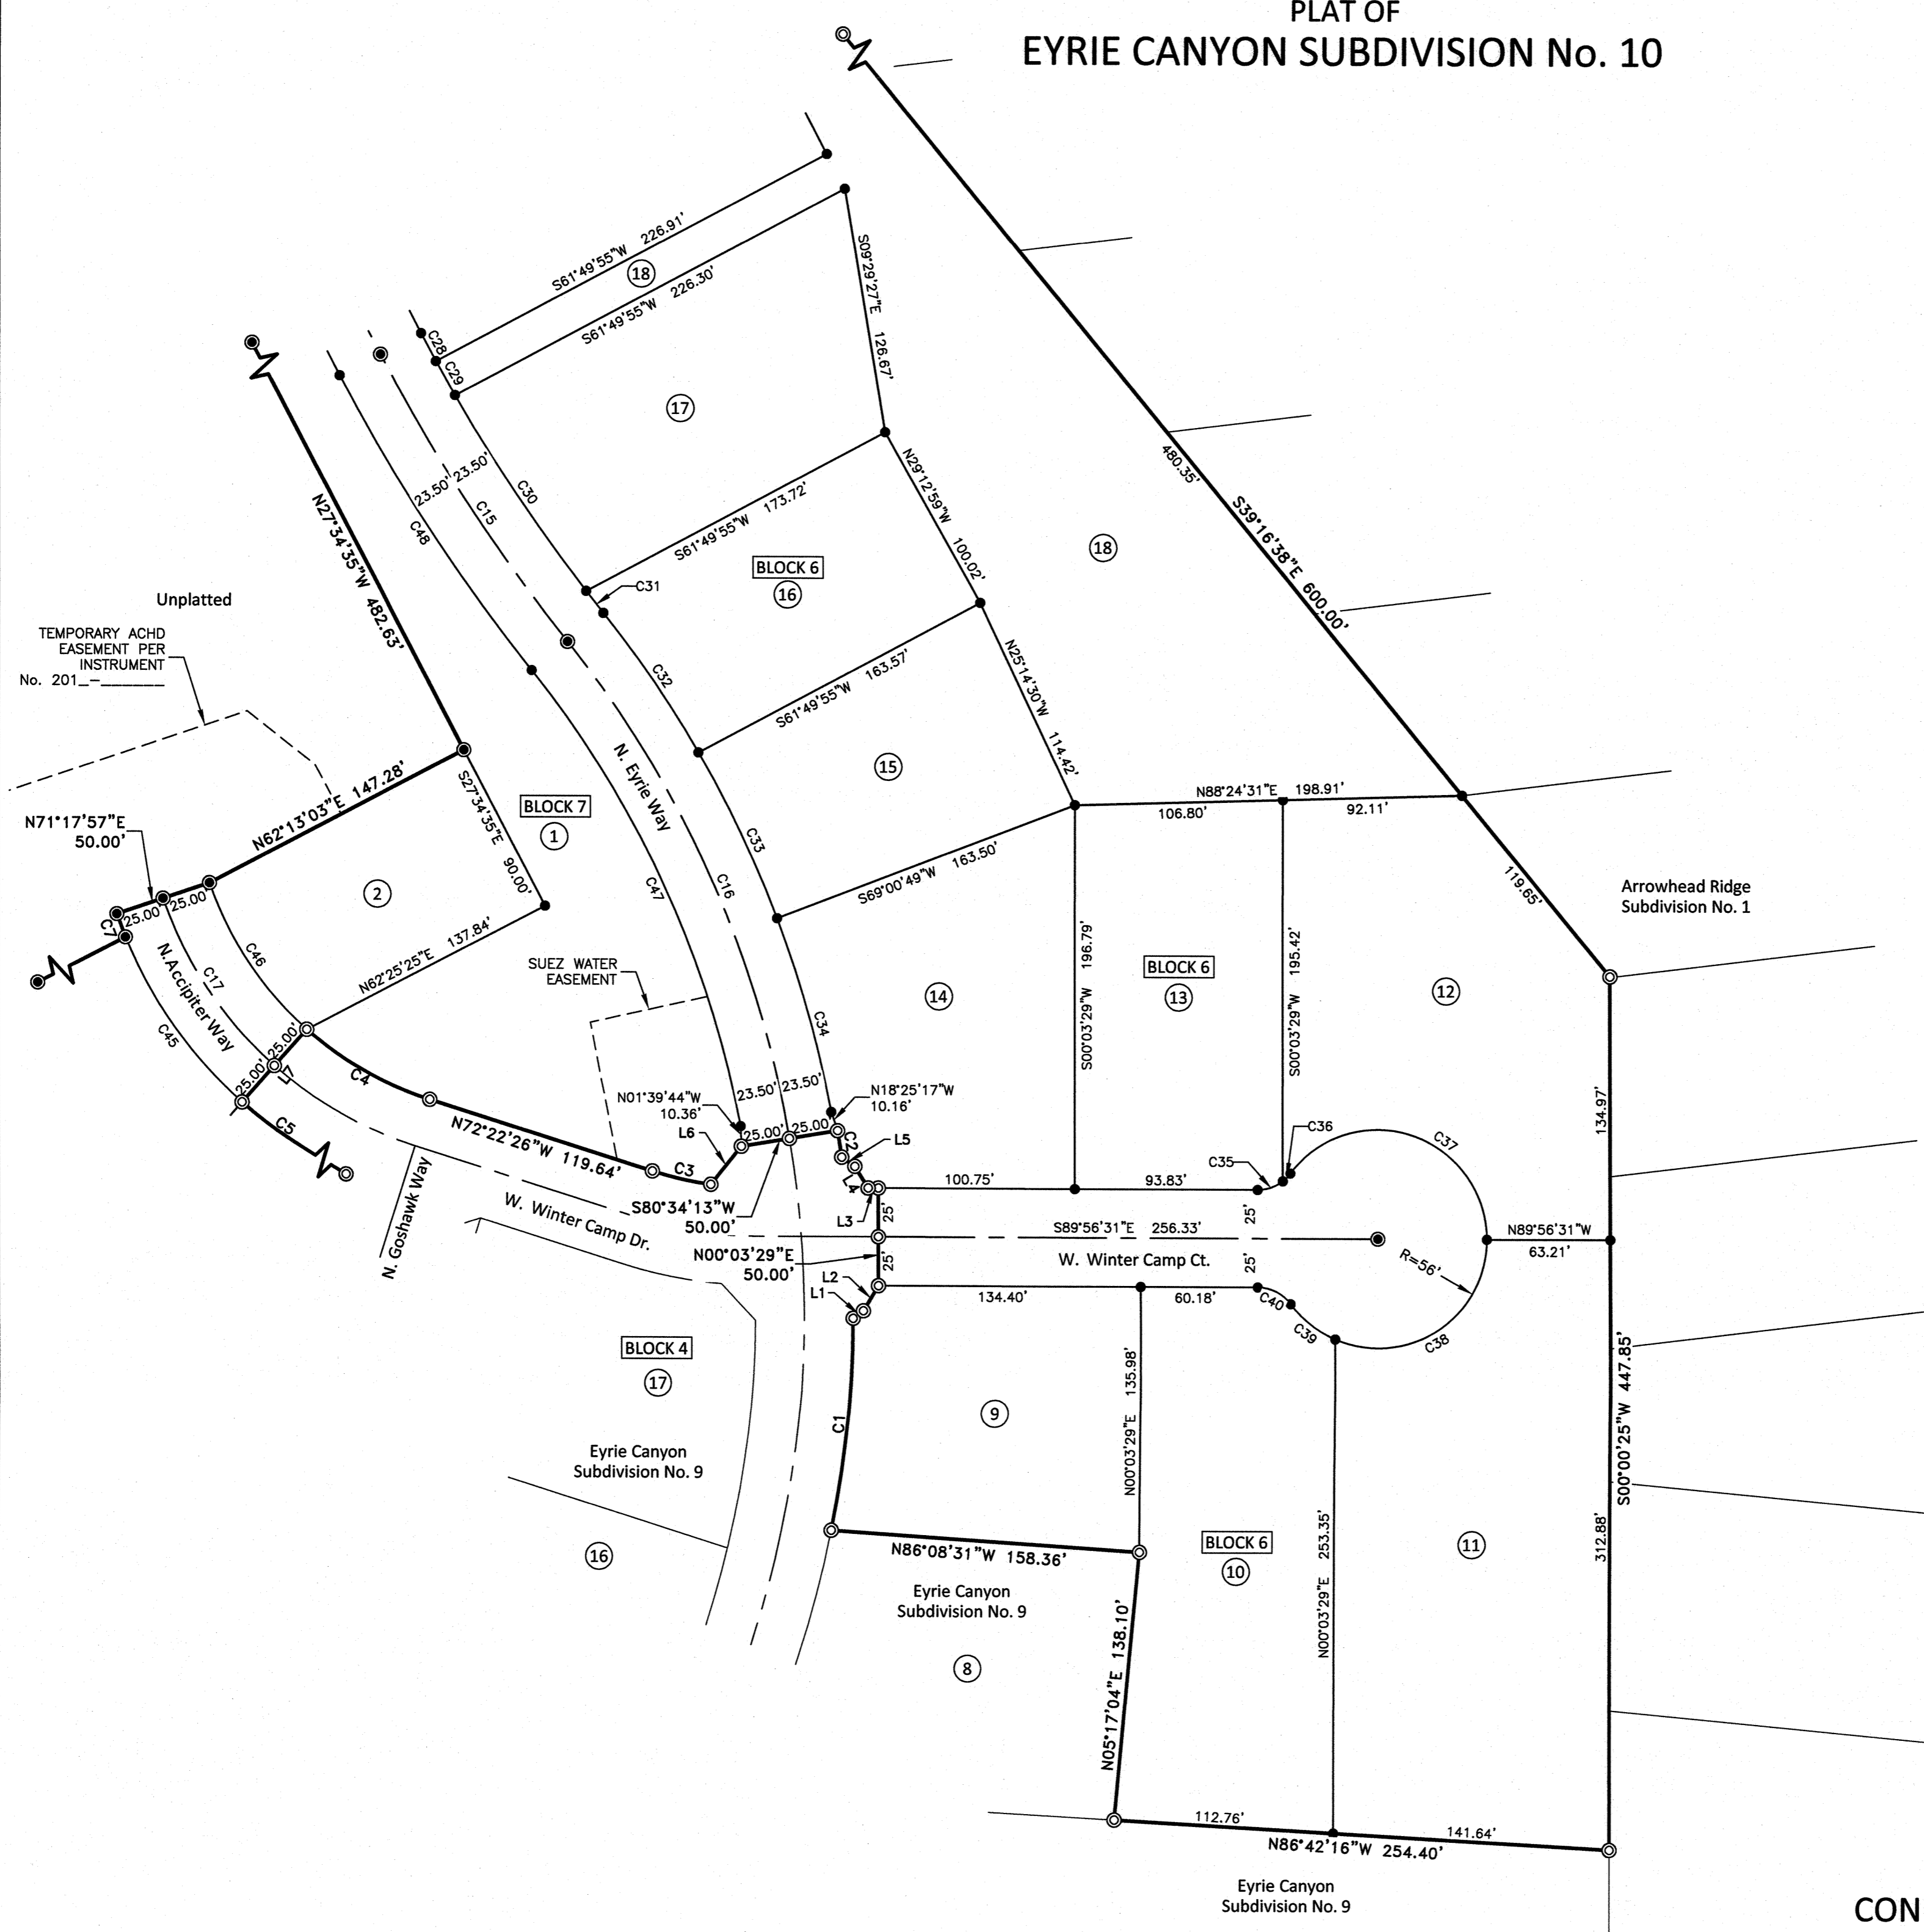 PLAT OF
EYRIE CANYON SUBDIVISION No. 10
S61°49'55"W 226.91'
18
S61°49'55"W 226.30'
S09°29'27"E 126.67'
C28
C29
17
23.50' 23.50'
C30
C15
C48
N27°34'35"W 482.63'
S61°49'55"W 173.72'
N29°12'59"W 100.02'
480.35'
S39°16'38"E 600.00'
18
BLOCK 6
16
C31
Unplatted
TEMPORARY ACHD
EASEMENT PER
INSTRUMENT
No. 201_-______
C32
S61°49'55"W 163.57'
N25°14'30"W 114.42'
N. Eyrie Way
15
N88°24'31"E 198.91'
106.80'
92.11'
BLOCK 7
1
S27°34'35"E 90.00'
N62°13'03"E 147.28'
N71°17'57"E
50.00'
C33
S69°00'49"W 163.50'
119.65'
Arrowhead Ridge
Subdivision No. 1
2
C47
C16
25.00'
25.00'
C7
C46
C17
N. Accipiter Way
C45
N62°25'25"E 137.84'
SUEZ WATER
EASEMENT
S00°03'29"W 196.79'
BLOCK 6
13
S00°03'29"W 195.42'
12
14
C34
25.00'
25.00'
L7
C4
C5
23.50' 23.50'
N01°39'44"W
10.36'
N18°25'17"W
10.16'
134.97'
L6
25.00'
25.00'
C2
L5
C36
C37
C35
N72°22'26"W 119.64'
C3
L4
100.75'
93.83'
S80°34'13"W
50.00'
L3
25'
25'
S89°56'31"E 256.33'
N89°56'31"W
63.21'
W. Winter Camp Dr.
N. Goshawk Way
N00°03'29"E
50.00'
25'
W. Winter Camp Ct.
25'
R=56'
L2
L1
134.40'
60.18'
C40
C39
C38
BLOCK 4
17
135.98'
N00°03'29"E
S00°00'25"W 447.85'
9
C1
Eyrie Canyon
Subdivision No. 9
N00°03'29"E 253.35'
312.88'
N86°08'31"W 158.36'
BLOCK 6
10
11
16
Eyrie Canyon
Subdivision No. 9
N05°17'04"E 138.10'
8
112.76'
141.64'
N86°42'16"W 254.40'
Eyrie Canyon
Subdivision No. 9
CON